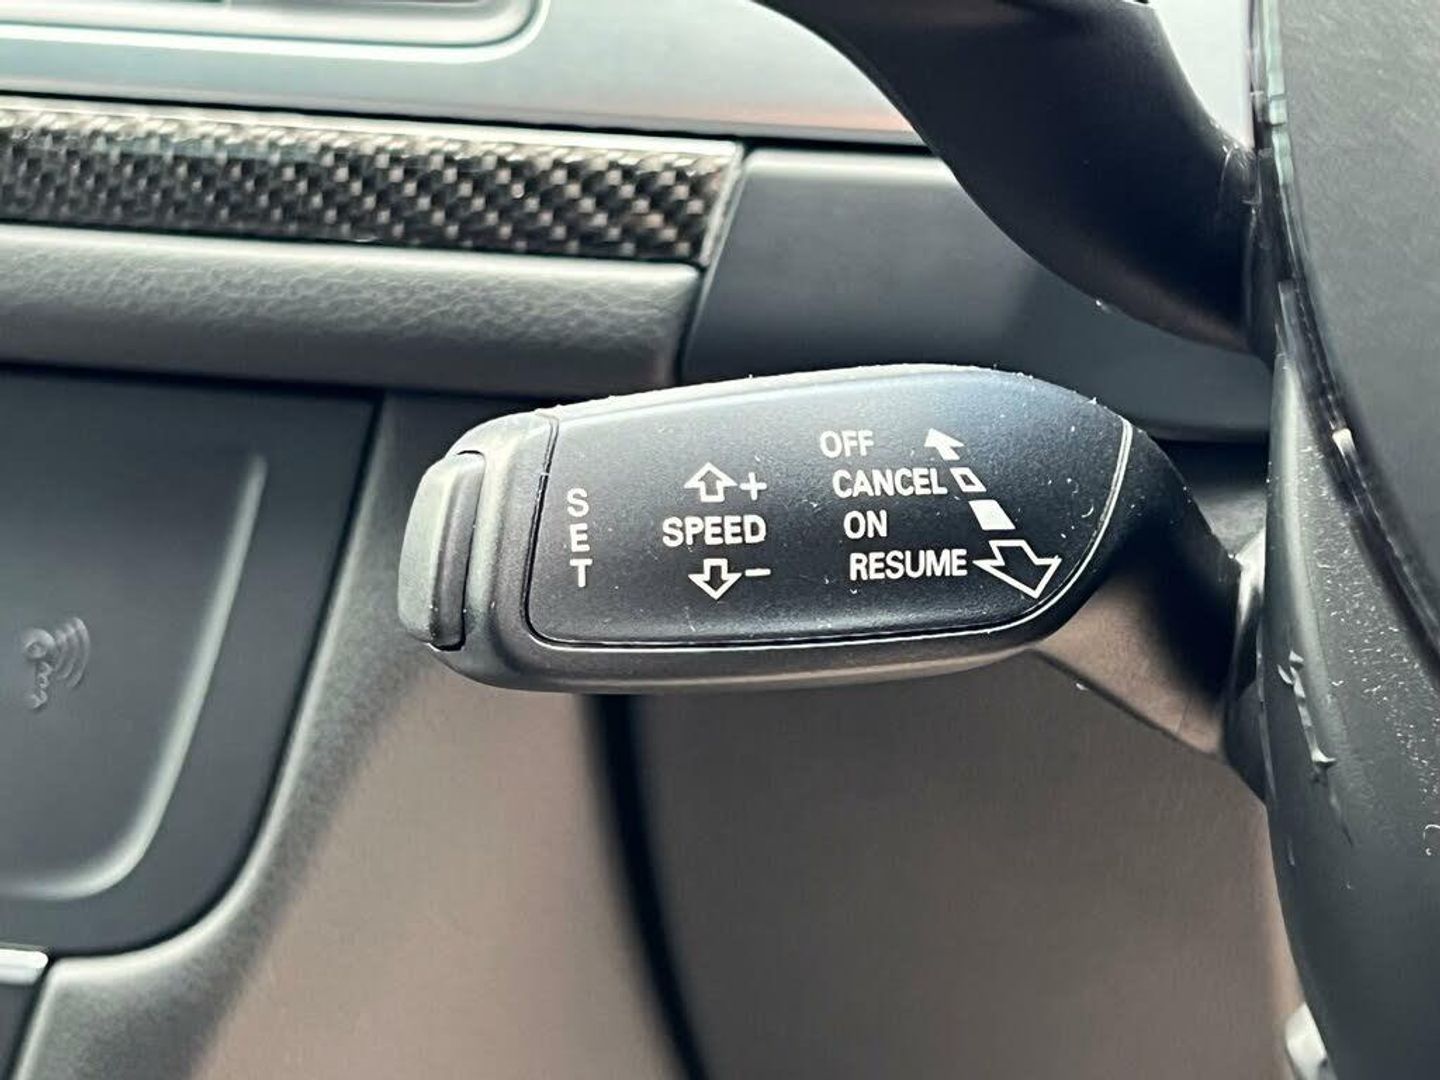 SET
+
SPEED
−
OFF
CANCEL
ON
RESUME